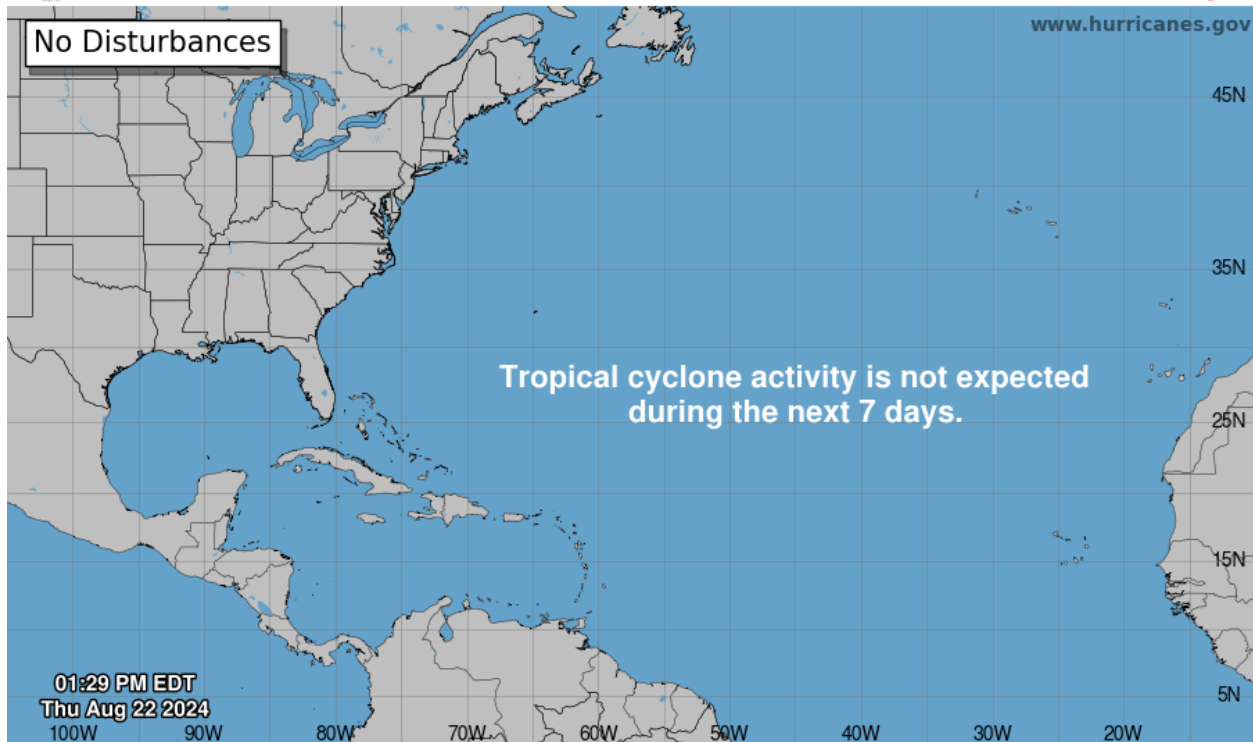 No Disturbances
www.hurricanes.gov
45N
35N
Tropical cyclone activity is not expected
during the next 7 days.
25N
15N
01:29 PM EDT
Thu Aug 22 2024
5N
100W 90W 80W 70W 60W 50W 40W 30W 20W